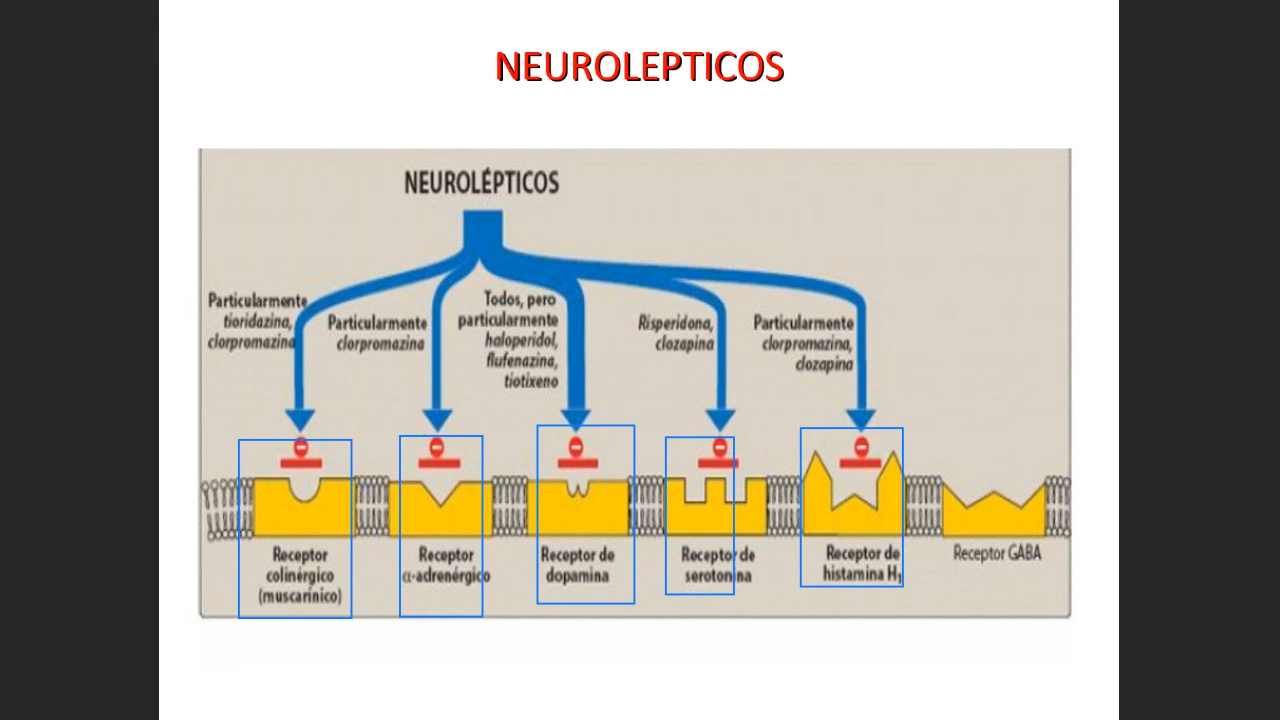 NEUROLEPTICOS
NEUROLÉPTICOS
Particularmente
tioridazina,
clorpromazina
Particularmente
clorpromazina
Todos, pero
particularmente
haloperidol,
flufenazina,
tiotixeno
Risperidona,
clozapina
Particularmente
clorpromazina,
clozapina
Receptor
colinérgico
(muscarínico)
Receptor
α-adrenérgico
Receptor de
dopamina
Receptor de
serotonina
Receptor de
histamina H₁
Receptor GABA